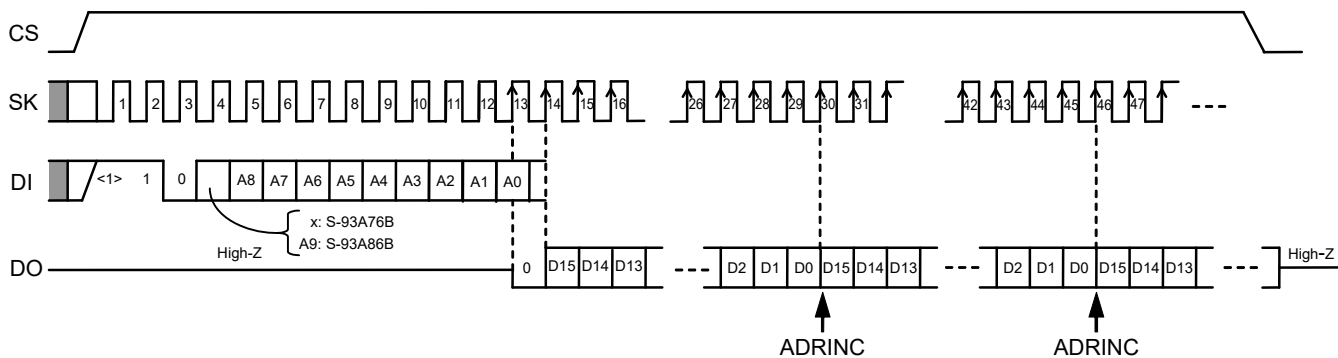 CS
SK 1 2 3 4 5 6 7 8 9 10 11 12 13 14 15 16 26 27 28 29 30 31 42 43 44 45 46 47
DI <1> 1 0 A8 A7 A6 A5 A4 A3 A2 A1 A0
x: S-93A76B
A9: S-93A86B
DO High-Z 0 D15 D14 D13 D2 D1 D0 D15 D14 D13 D2 D1 D0 D15 D14 D13 High-Z
ADRINC ADRINC